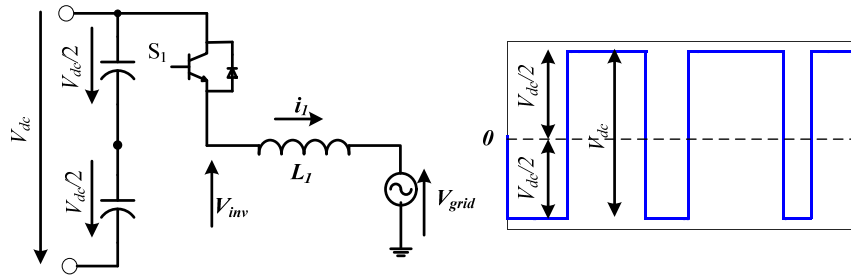 V_dc
V_dc/2
V_dc/2
S_1
i_1
L_1
V_inv
V_grid
0
V_dc/2
V_dc/2
V_dc